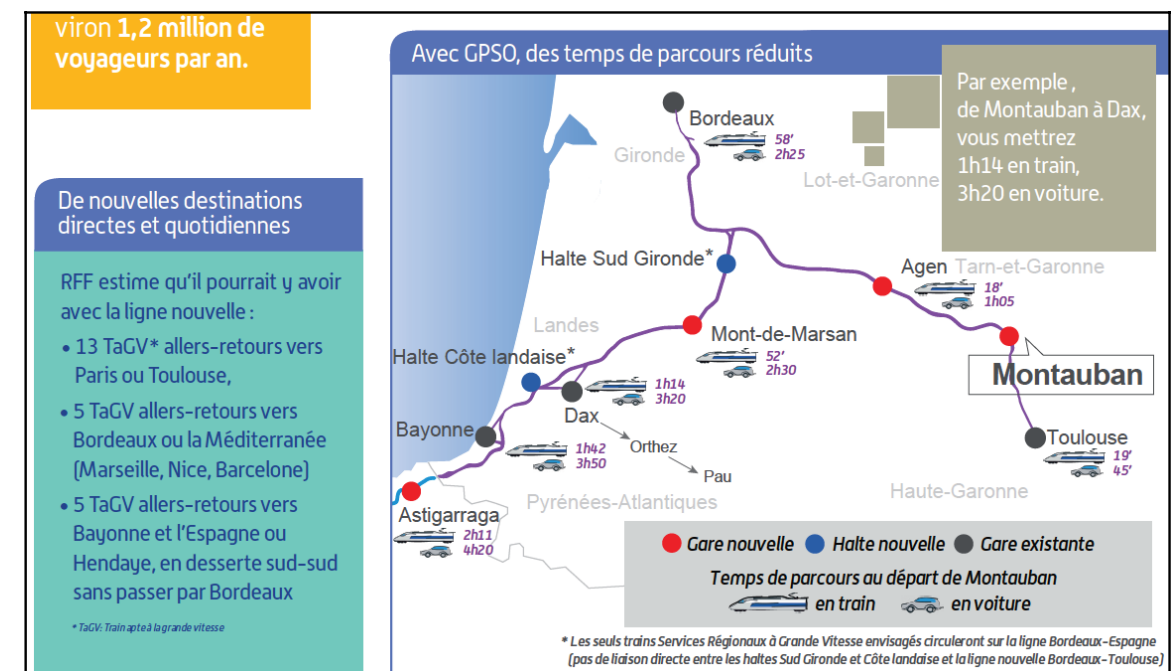 viron 1,2 million de
voyageurs par an.
De nouvelles destinations
directes et quotidiennes
RFF estime qu'il pourrait y avoir
avec la ligne nouvelle :
• 13 TaGV* allers-retours vers
Paris ou Toulouse,
• 5 TaGV allers-retours vers
Bordeaux ou la Méditerranée
(Marseille, Nice, Barcelone)
• 5 TaGV allers-retours vers
Bayonne et l'Espagne ou
Hendaye, en desserte sud-sud
sans passer par Bordeaux
* TaGV: Train apte à la grande vitesse
Avec GPSO, des temps de parcours réduits
Par exemple ,
de Montauban à Dax,
vous mettrez
1h14 en train,
3h20 en voiture.
Bordeaux
58'
2h25
Gironde
Lot-et-Garonne
Halte Sud Gironde*
Agen
Tarn-et-Garonne
18'
1h05
Landes
Mont-de-Marsan
52'
2h30
Montauban
Halte Côte landaise*
1h14
3h20
Dax
Bayonne
1h42
3h50
Orthez
Pau
Toulouse
19'
45'
Pyrénées-Atlantiques
Haute-Garonne
Astigarraga
2h11
4h20
Gare nouvelle Halte nouvelle Gare existante
Temps de parcours au départ de Montauban
en train en voiture
* Les seuls trains Services Régionaux à Grande Vitesse envisagés circuleront sur la ligne Bordeaux-Espagne
(pas de liaison directe entre les haltes Sud Gironde et Côte landaise et la ligne nouvelle Bordeaux-Toulouse)